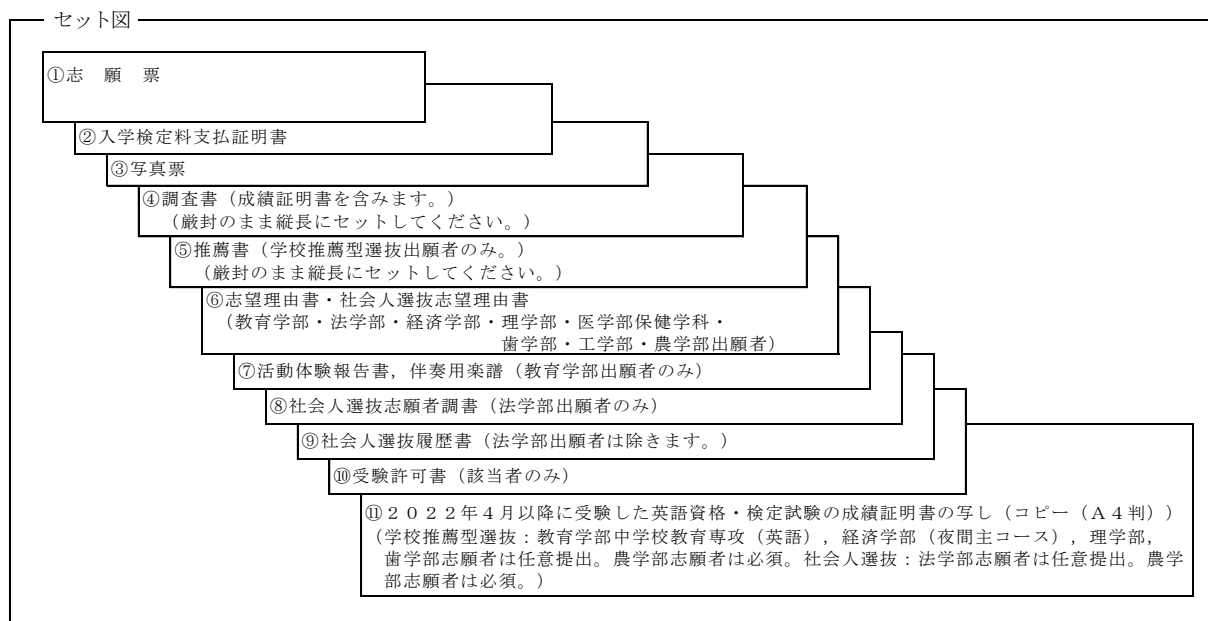 セット図
①志　願　票
②入学検定料支払証明書
③写真票
④調査書（成績証明書を含みます。）
（厳封のまま縦長にセットしてください。）
⑤推薦書（学校推薦型選抜出願者のみ。）
（厳封のまま縦長にセットしてください。）
⑥志望理由書・社会人選抜志望理由書
（教育学部・法学部・経済学部・理学部・医学部保健学科・
歯学部・工学部・農学部出願者）
⑦活動体験報告書，伴奏用楽譜（教育学部出願者のみ）
⑧社会人選抜志願者調書（法学部出願者のみ）
⑨社会人選抜履歴書（法学部出願者は除きます。）
⑩受験許可書（該当者のみ）
⑪２０２２年４月以降に受験した英語資格・検定試験の成績証明書の写し（コピー（Ａ４判））
（学校推薦型選抜：教育学部中学校教育専攻（英語），経済学部（夜間主コース），理学部，
歯学部志願者は任意提出。農学部志願者は必須。社会人選抜：法学部志願者は任意提出。農学
部志願者は必須。）